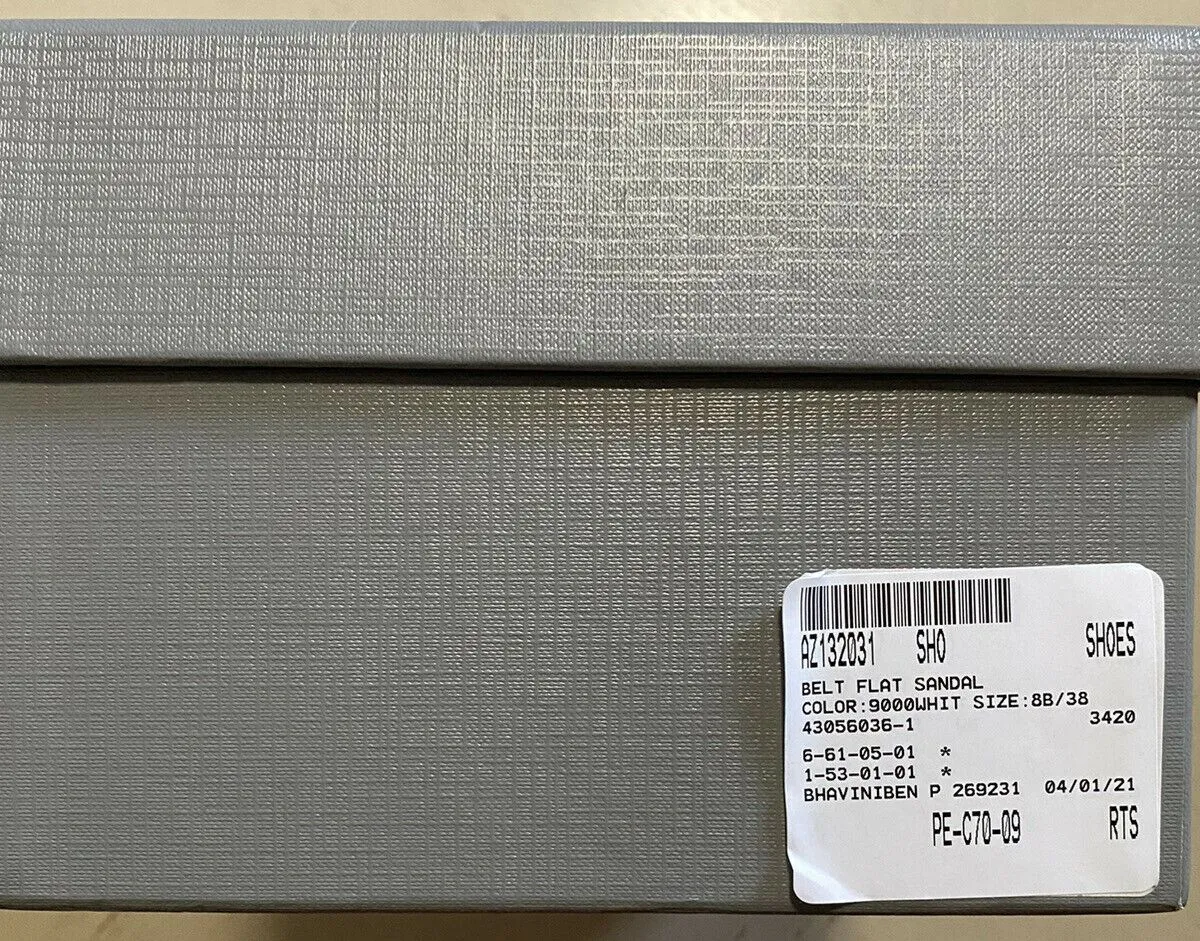 AZ132031 SHO SHOES
BELT FLAT SANDAL
COLOR:9000WHIT SIZE:8B/38
43056036-1 3420
6-61-05-01 *
1-53-01-01 *
BHAVINIBEN P 269231 04/01/21
PE-C70-09 RTS